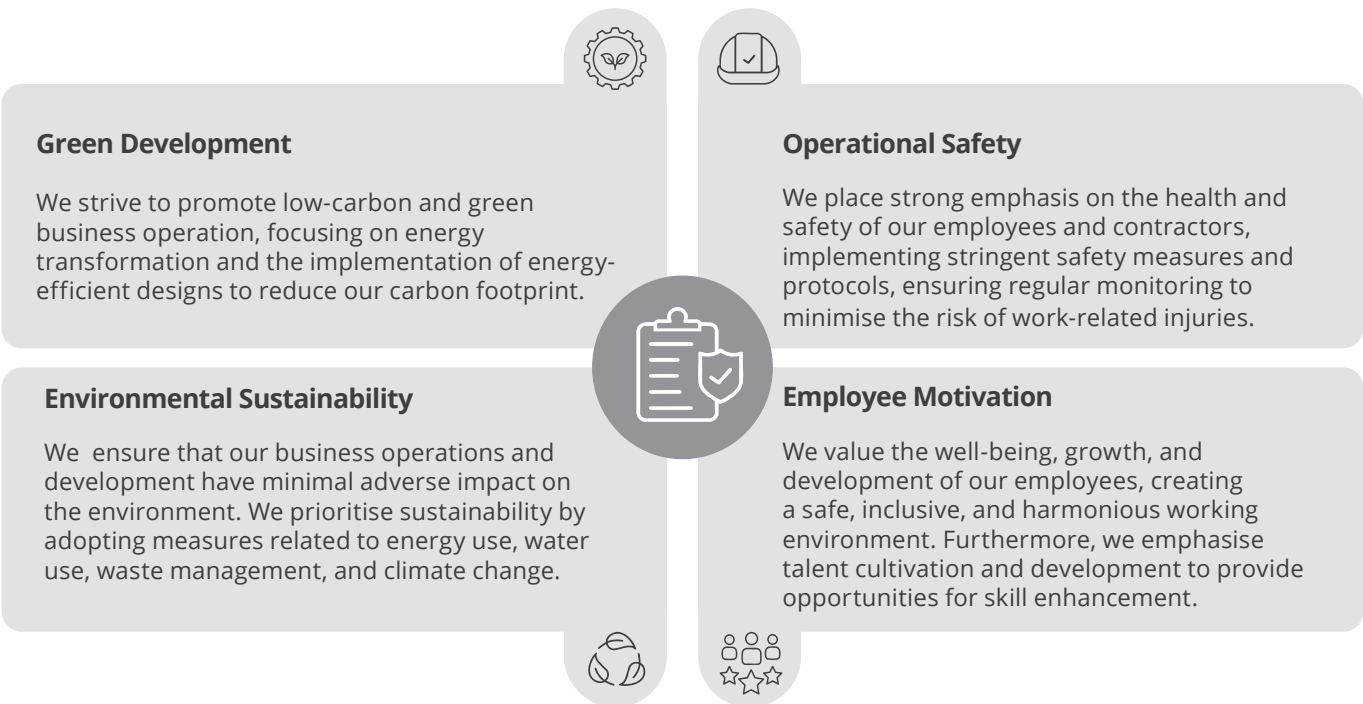 Green Development
We strive to promote low-carbon and green
business operation, focusing on energy
transformation and the implementation of energy-
efficient designs to reduce our carbon footprint.
Operational Safety
We place strong emphasis on the health and
safety of our employees and contractors,
implementing stringent safety measures and
protocols, ensuring regular monitoring to
minimise the risk of work-related injuries.
Environmental Sustainability
We  ensure that our business operations and
development have minimal adverse impact on
the environment. We prioritise sustainability by
adopting measures related to energy use, water
use, waste management, and climate change.
Employee Motivation
We value the well-being, growth, and
development of our employees, creating
a safe, inclusive, and harmonious working
environment. Furthermore, we emphasise
talent cultivation and development to provide
opportunities for skill enhancement.